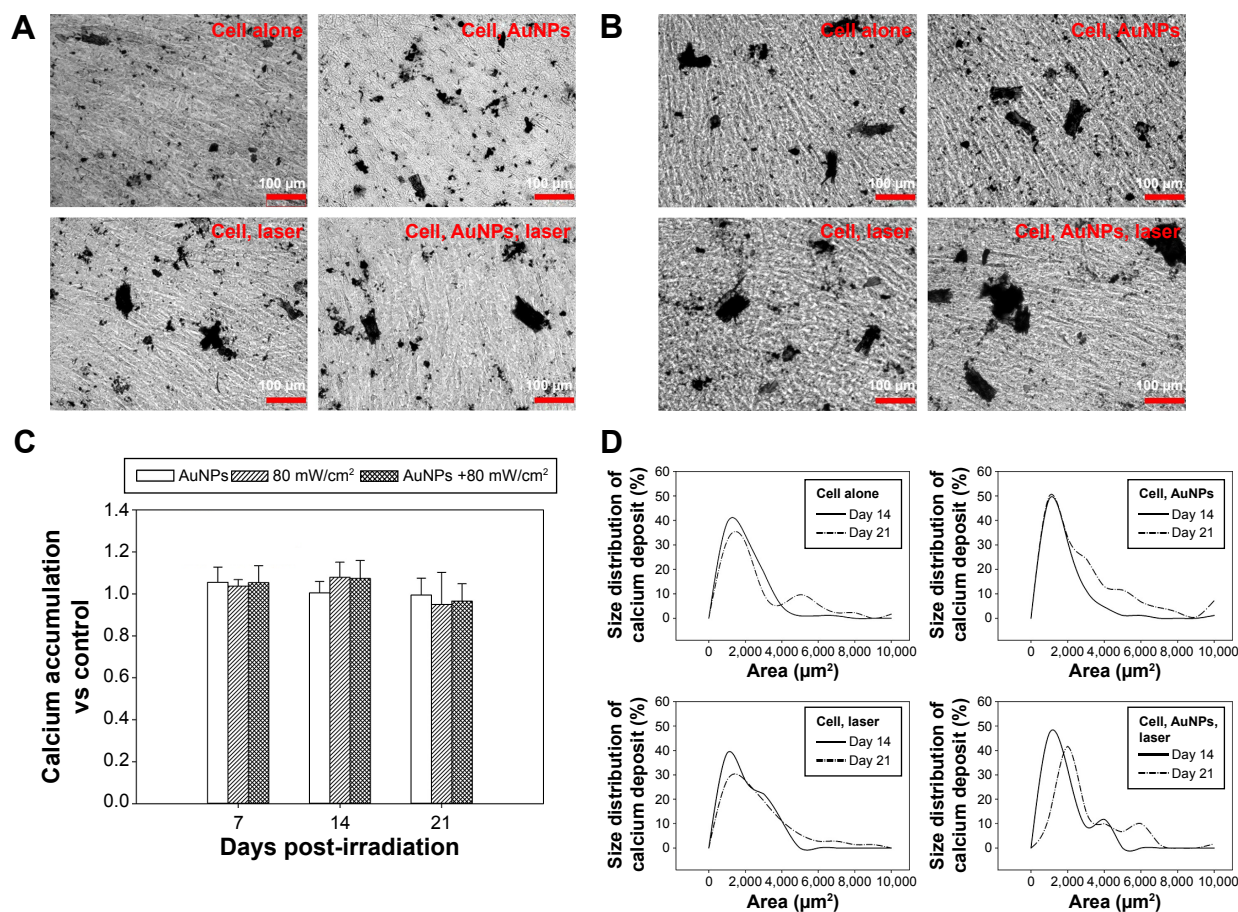 A
Cell alone
100 µm
Cell, AuNPs
100 µm
Cell, laser
100 µm
Cell, AuNPs, laser
100 µm
B
Cell alone
100 µm
Cell, AuNPs
100 µm
Cell, laser
100 µm
Cell, AuNPs, laser
100 µm
C
AuNPs 80 mW/cm² AuNPs +80 mW/cm²
Calcium accumulation
vs control
1.4
1.2
1.0
0.8
0.6
0.4
0.2
0.0
7 14 21
Days post-irradiation
D
Size distribution of
calcium deposit (%)
60
50
40
30
20
10
0
Cell alone
Day 14
Day 21
0 2,000 4,000 6,000 8,000 10,000
Area (µm²)
Size distribution of
calcium deposit (%)
60
50
40
30
20
10
0
Cell, AuNPs
Day 14
Day 21
0 2,000 4,000 6,000 8,000 10,000
Area (µm²)
Size distribution of
calcium deposit (%)
60
50
40
30
20
10
0
Cell, laser
Day 14
Day 21
0 2,000 4,000 6,000 8,000 10,000
Area (µm²)
Size distribution of
calcium deposit (%)
60
50
40
30
20
10
0
Cell, AuNPs,
laser
Day 14
Day 21
0 2,000 4,000 6,000 8,000 10,000
Area (µm²)